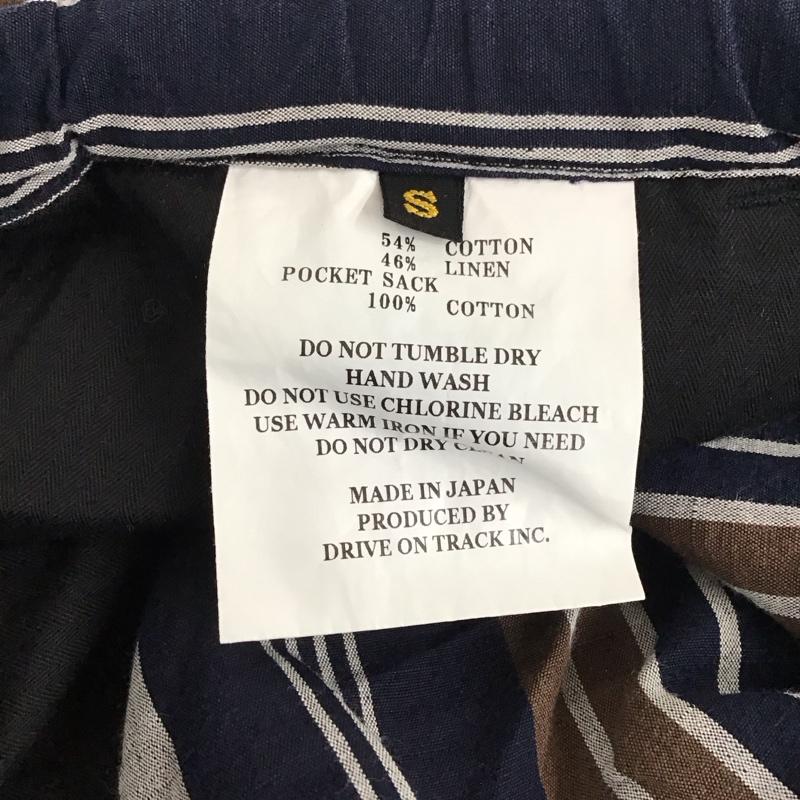 S
54% COTTON
46% LINEN
POCKET SACK
100% COTTON
DO NOT TUMBLE DRY
HAND WASH
DO NOT USE CHLORINE BLEACH
USE WARM IRON IF YOU NEED
DO NOT DRY CLEAN
MADE IN JAPAN
PRODUCED BY
DRIVE ON TRACK INC.